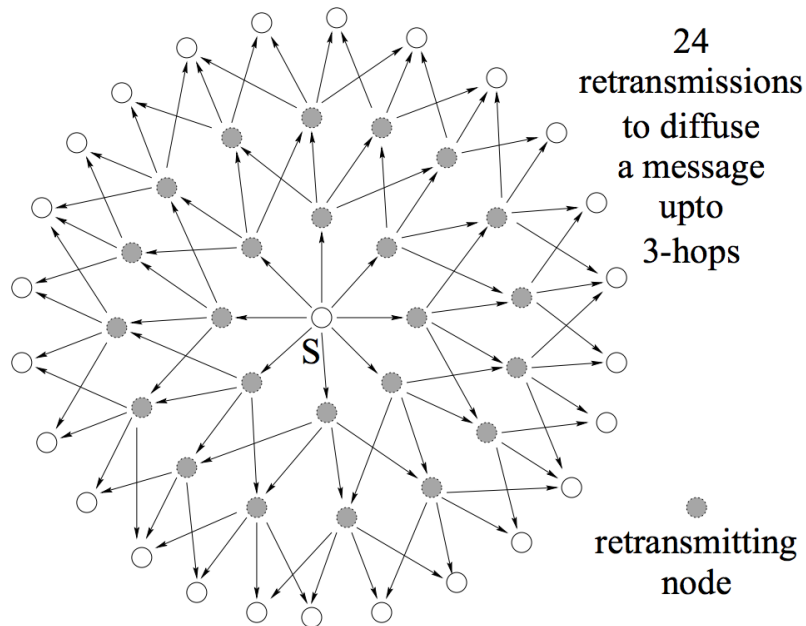 24
retransmissions
to diffuse
a message
upto
3-hops
S
retransmitting
node